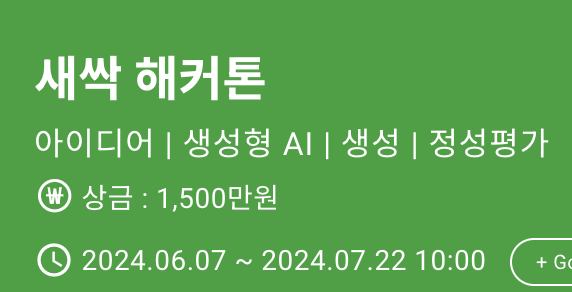 새싹 해커톤
아이디어 | 생성형 AI | 생성 | 정성평가
₩ 상금 : 1,500만원
2024.06.07 ~ 2024.07.22 10:00
+ Go